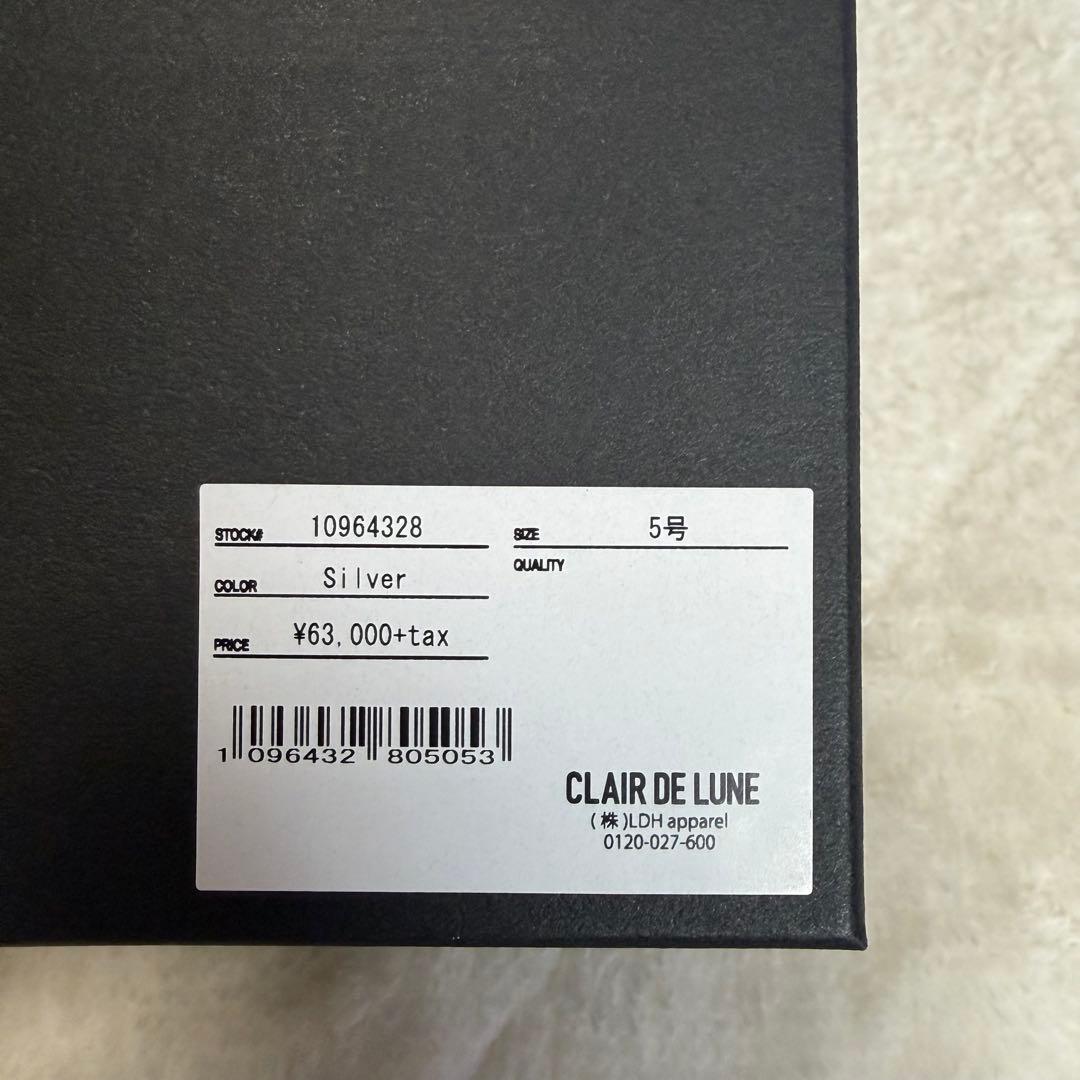 STOCK# 10964328
SIZE 5号
COLOR Silver
QUALITY
PRICE ¥63,000+tax
1 096432 805053
CLAIR DE LUNE
(株)LDH apparel
0120-027-600